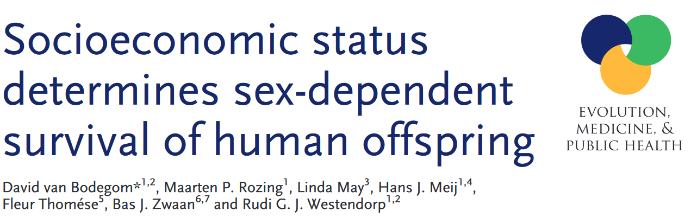 Socioeconomic status
determines sex-dependent
survival of human offspring
EVOLUTION,
MEDICINE, &
PUBLIC HEALTH
David van Bodegom*1,2, Maarten P. Rozing1, Linda May3, Hans J. Meij1,4,
Fleur Thomése5, Bas J. Zwaan6,7 and Rudi G. J. Westendorp1,2